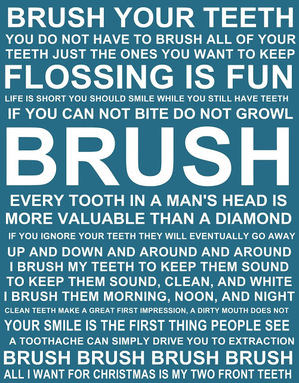 BRUSH YOUR TEETH
YOU DO NOT HAVE TO BRUSH ALL OF YOUR
TEETH JUST THE ONES YOU WANT TO KEEP
FLOSSING IS FUN
LIFE IS SHORT YOU SHOULD SMILE WHILE YOU STILL HAVE TEETH
IF YOU CAN NOT BITE DO NOT GROWL
BRUSH
EVERY TOOTH IN A MAN'S HEAD IS
MORE VALUABLE THAN A DIAMOND
IF YOU IGNORE YOUR TEETH THEY WILL EVENTUALLY GO AWAY
UP AND DOWN AND AROUND AND AROUND
I BRUSH MY TEETH TO KEEP THEM SOUND
TO KEEP THEM SOUND, CLEAN, AND WHITE
I BRUSH THEM MORNING, NOON, AND NIGHT
CLEAN TEETH MAKE A GREAT FIRST IMPRESSION, A DIRTY MOUTH DOES NOT
YOUR SMILE IS THE FIRST THING PEOPLE SEE
A TOOTHACHE CAN SIMPLY DRIVE YOU TO EXTRACTION
BRUSH BRUSH BRUSH BRUSH BRUSH
ALL I WANT FOR CHRISTMAS IS MY TWO FRONT TEETH